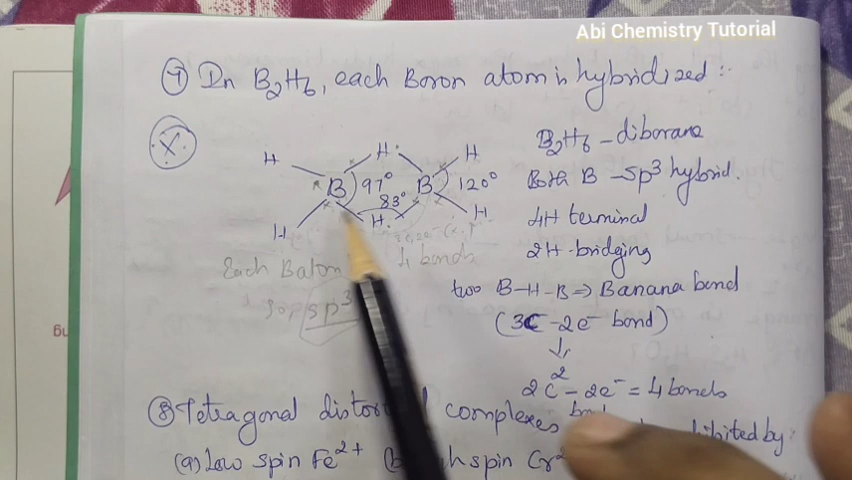 Abi Chemistry Tutorial
7 In B2H6, each Boron atom is hybridized :-
X.
H H H
B 97° B 120°
83°
H H H
B2H6 - diborane
Both B - sp3 hybrid.
4H terminal
2H-bridging
two B-H-B ⇒ Banana bond
(3C - 2e- bond)
2C - 2e- = 4 bonds
Each B atom
4 bonds
sp3
8 Tetragonal complexes by:
(a) Low spin Fe2+ spin